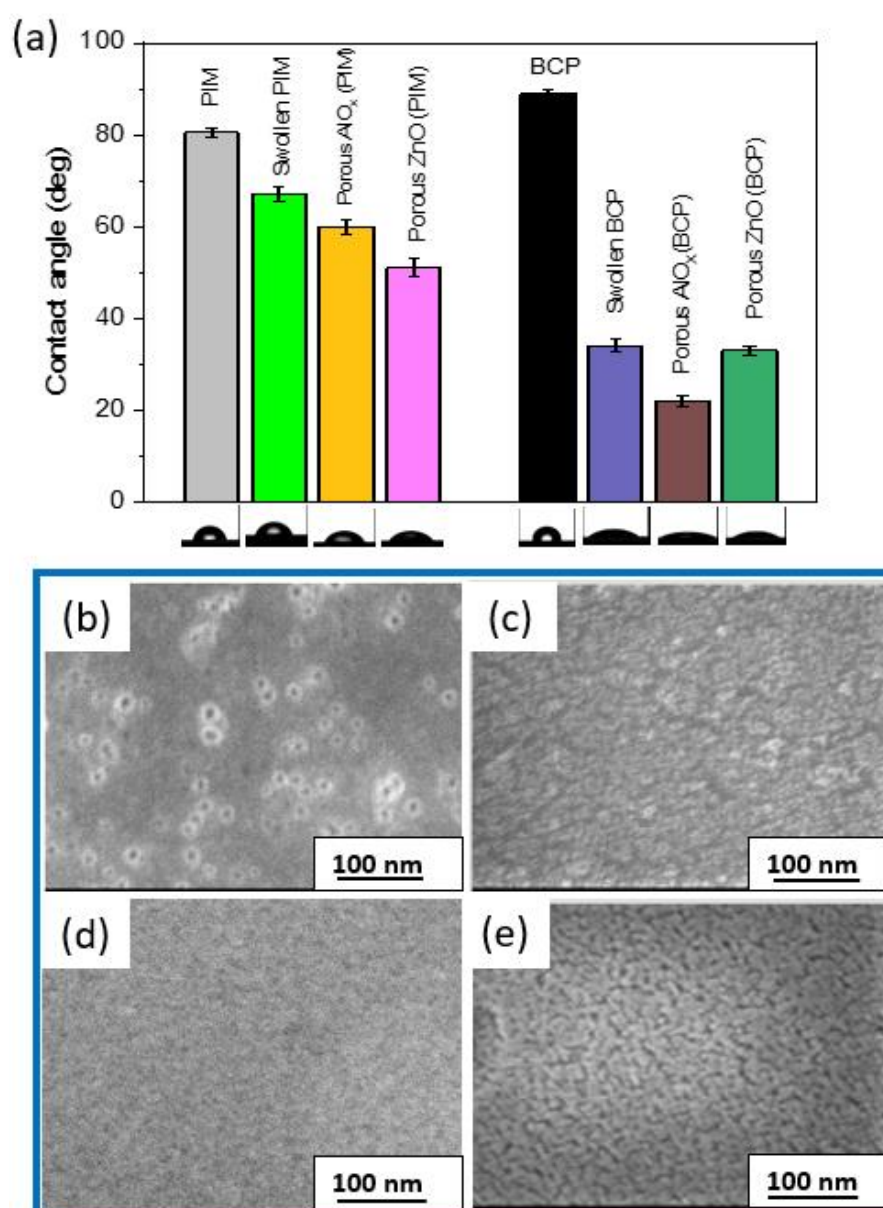 (a)
100
80
60
40
20
0
Contact angle (deg)
PIM
Swollen PIM
Porous AlOₓ (PIM)
Porous ZnO (PIM)
BCP
Swollen BCP
Porous AlOₓ(BCP)
Porous ZnO (BCP)
(b)
100 nm
(c)
100 nm
(d)
100 nm
(e)
100 nm